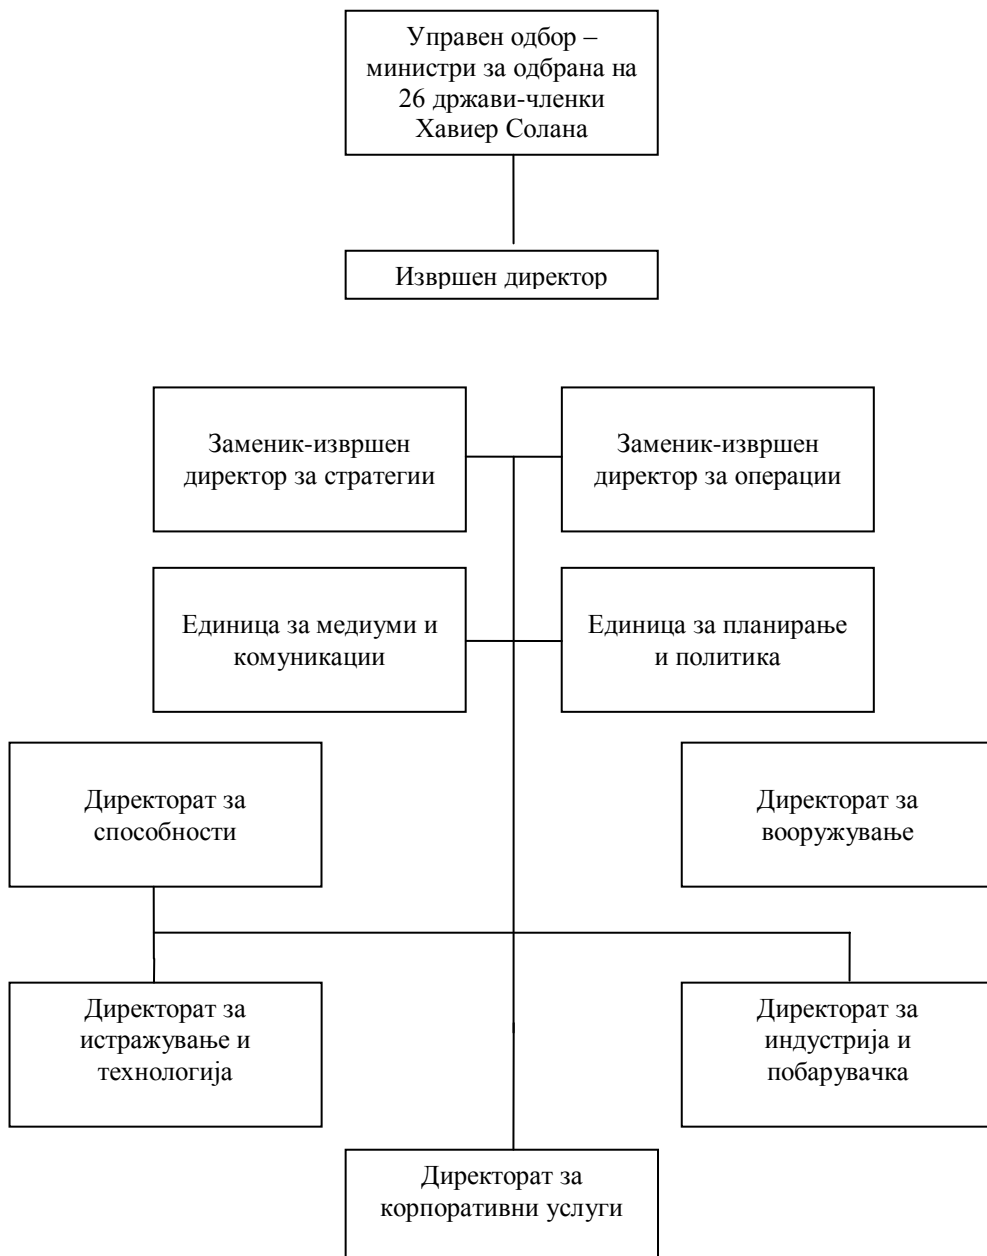 Управен одбор –
министри за одбрана на
26 држави-членки
Хавиер Солана
Извршен директор
Заменик-извршен
директор за стратегии
Заменик-извршен
директор за операции
Единица за медиуми и
комуникации
Единица за планирање
и политика
Директорат за
способности
Директорат за
вооружување
Директорат за
истражување и
технологија
Директорат за
индустрија и
побарувачка
Директорат за
корпоративни услуги